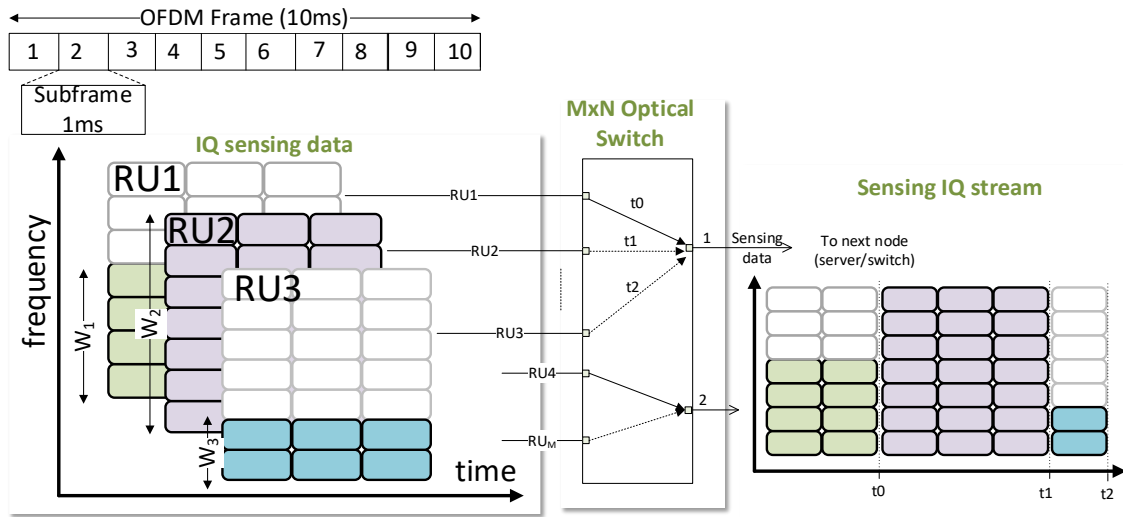 OFDM Frame (10ms)
1 2 3 4 5 6 7 8 9 10
Subframe
1ms
IQ sensing data
RU1
RU2
RU3
W1
W2
W3
frequency
time
MxN Optical
Switch
RU1
RU2
RU3
RU4
RUM
t0
t1
t2
1
2
Sensing
data
Sensing IQ stream
To next node
(server/switch)
t0
t1
t2